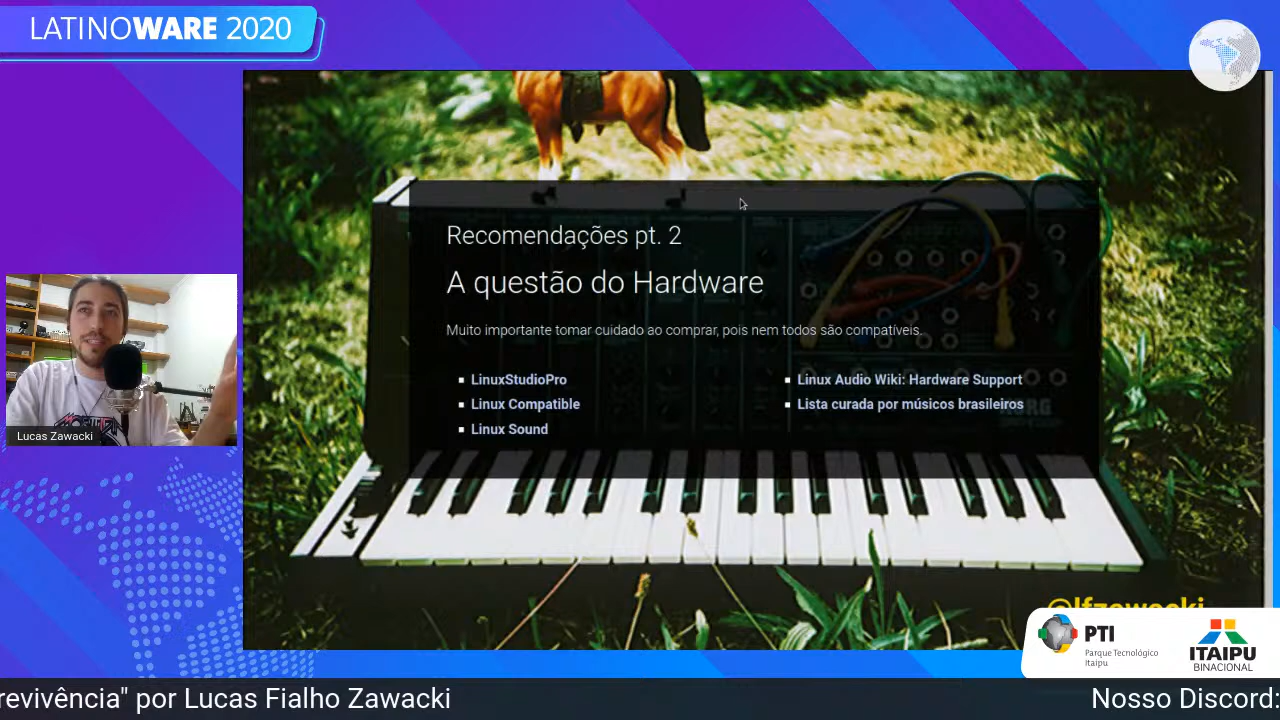 LATINOWARE 2020
Recomendações pt. 2
A questão do Hardware
Muito importante tomar cuidado ao comprar, pois nem todos são compatíveis.
LinuxStudioPro
Linux Compatible
Linux Sound
Linux Audio Wiki: Hardware Support
Lista curada por músicos brasileiros
KORG
Lucas Zawacki
@lfzawacki
PTI
Parque Tecnológico
Itaipu
ITAIPU
BINACIONAL
revivência" por Lucas Fialho Zawacki
Nosso Discord: